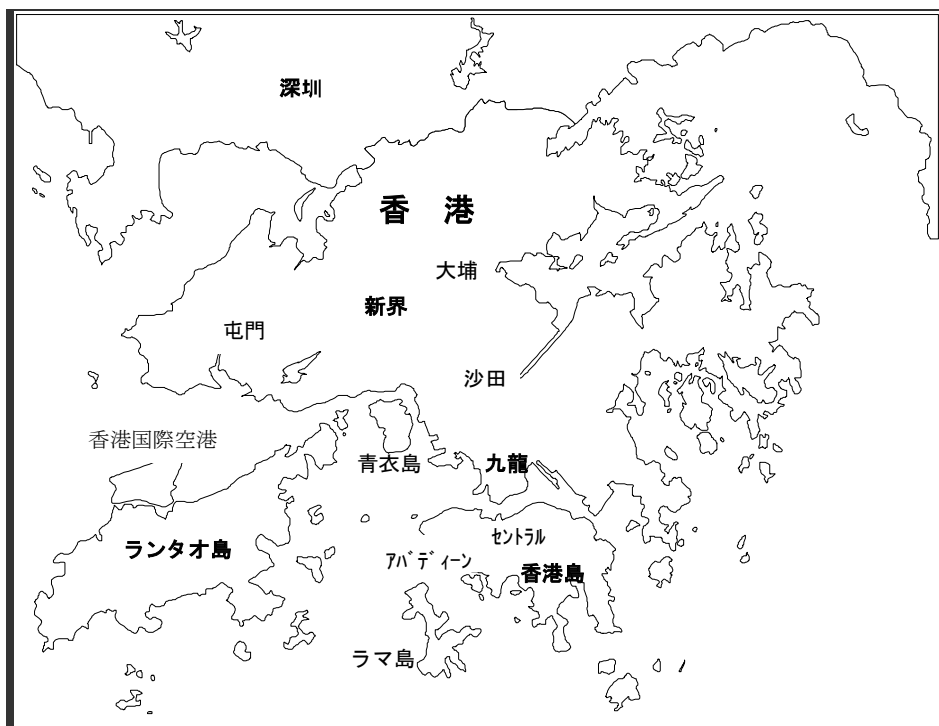 深圳
香　港
大埔
新界
屯門
沙田
香港国際空港
青衣島
九龍
セントラル
ランタオ島
アバディーン
香港島
ラマ島